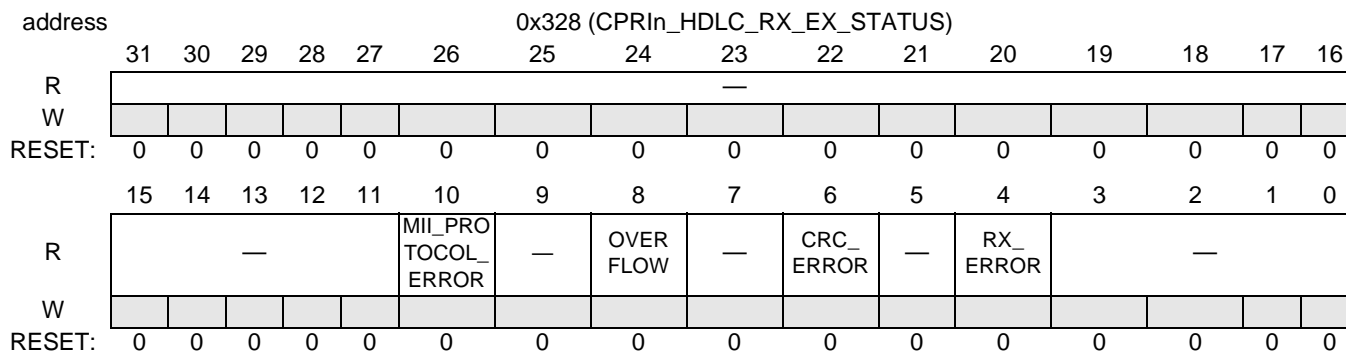 address 0x328 (CPRIn_HDLC_RX_EX_STATUS)
31 30 29 28 27 26 25 24 23 22 21 20 19 18 17 16
R —
W
RESET: 0 0 0 0 0 0 0 0 0 0 0 0 0 0 0 0
15 14 13 12 11 10 9 8 7 6 5 4 3 2 1 0
R — MII_PRO TOCOL_ ERROR — OVER FLOW — CRC_ ERROR — RX_ ERROR —
W
RESET: 0 0 0 0 0 0 0 0 0 0 0 0 0 0 0 0